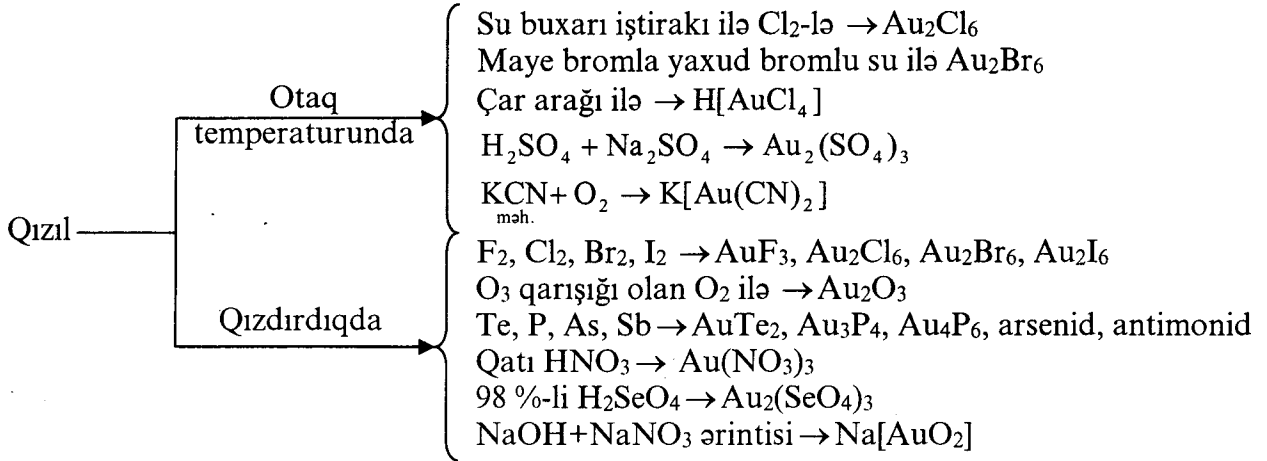 Qızıl
Otaq
temperaturunda
Su buxarı iştirakı ilə Cl₂-lə →Au₂Cl₆
Maye bromla yaxud bromlu su ilə Au₂Br₆
Çar arağı ilə → H[AuCl₄]
H₂SO₄ + Na₂SO₄ → Au₂(SO₄)₃
KCN+ O₂ → K[Au(CN)₂]
məh.
Qızdırdıqda
F₂, Cl₂, Br₂, I₂ →AuF₃, Au₂Cl₆, Au₂Br₆, Au₂I₆
O₃ qarışığı olan O₂ ilə →Au₂O₃
Te, P, As, Sb→AuTe₂, Au₃P₄, Au₄P₆, arsenid, antimonid
Qatı HNO₃→ Au(NO₃)₃
98 %-li H₂SeO₄→Au₂(SeO₄)₃
NaOH+NaNO₃ ərintisi→Na[AuO₂]